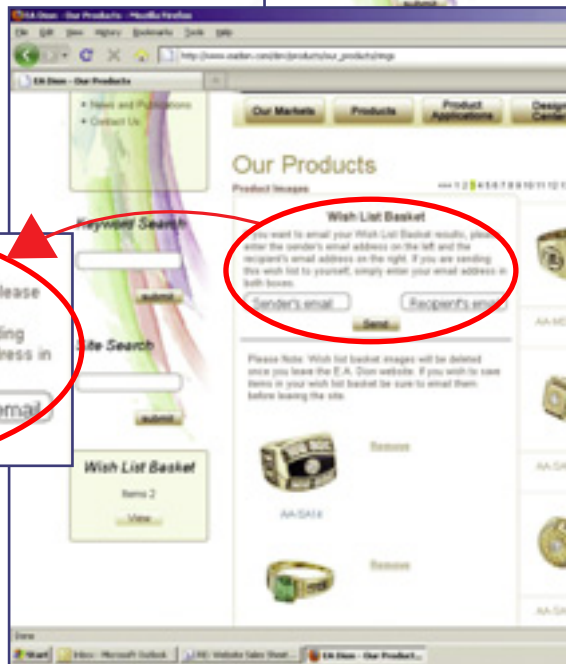 submit
EA Dion - Our Products - Mozilla Firefox
File Edit View History Bookmarks Tools Help
EA Dion - Our Products
• News and Publications
• Contact Us
Our Markets
Products
Product Applications
Design
Our Products
Product Images
Keyword Search
submit
Site Search
submit
Wish List Basket
Items 2
View
Wish List Basket
you want to email your Wish List Basket results, please
enter the sender's email address on the left and the
recipient's email address on the right. If you are sending
this wish list to yourself, simply enter your email address in
both boxes.
Sender's email
Recipient's email
Send
Please Note: Wish list basket images will be deleted
once you leave the E.A. Dion website. If you wish to save
items in your wish list basket be sure to email them
before leaving the site.
Remove
AA-SA14
Remove
lease
ding
dress in
email
Done
Start
Inbox - Microsoft Outlook
EA Dion - Our Product...